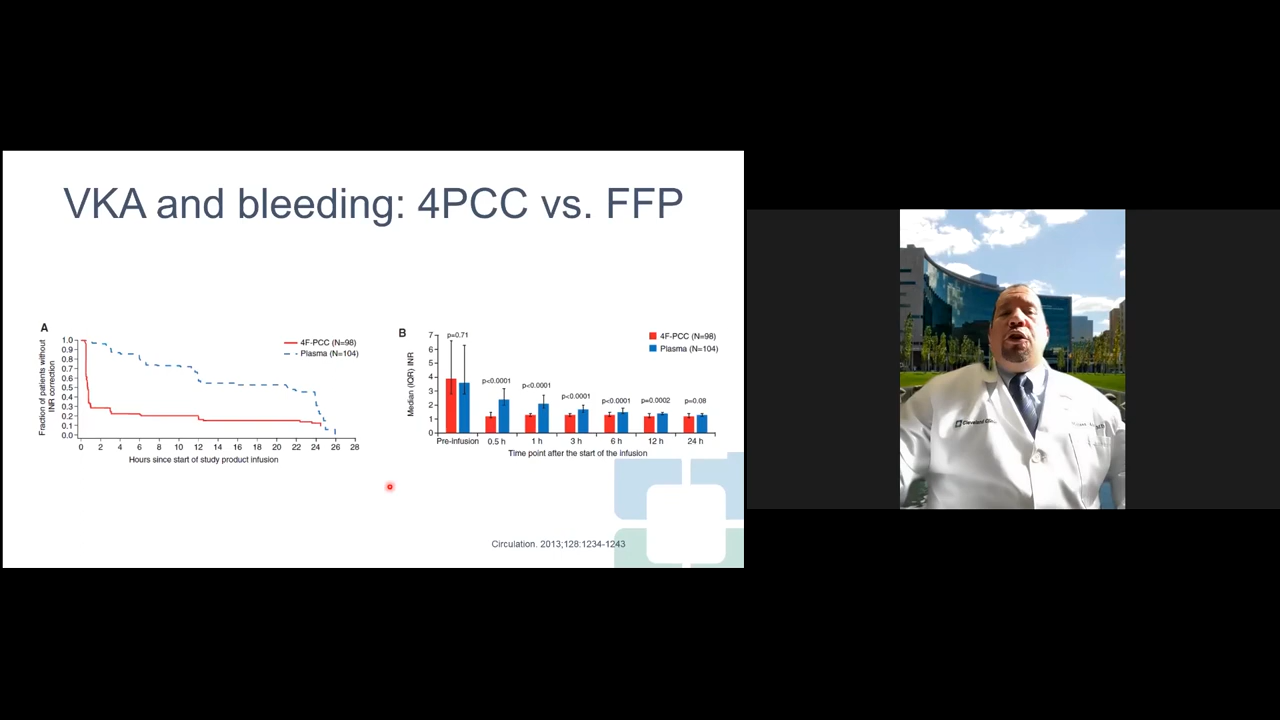 VKA and bleeding: 4PCC vs. FFP
A
Fraction of patients without
INR correction
1.0
0.9
0.8
0.7
0.6
0.5
0.4
0.3
0.2
0.1
0.0
4F-PCC (N=98)
Plasma (N=104)
0 2 4 6 8 10 12 14 16 18 20 22 24 26 28
Hours since start of study product infusion
B
Median (IQR) INR
7
6
5
4
3
2
1
0
p=0.71
p<0.0001
p<0.0001
p<0.0001
p<0.0001
p=0.0002
p=0.08
4F-PCC (N=98)
Plasma (N=104)
Pre-infusion 0.5 h 1 h 3 h 6 h 12 h 24 h
Time point after the start of the infusion
Circulation. 2013;128:1234-1243
Cleveland Clinic